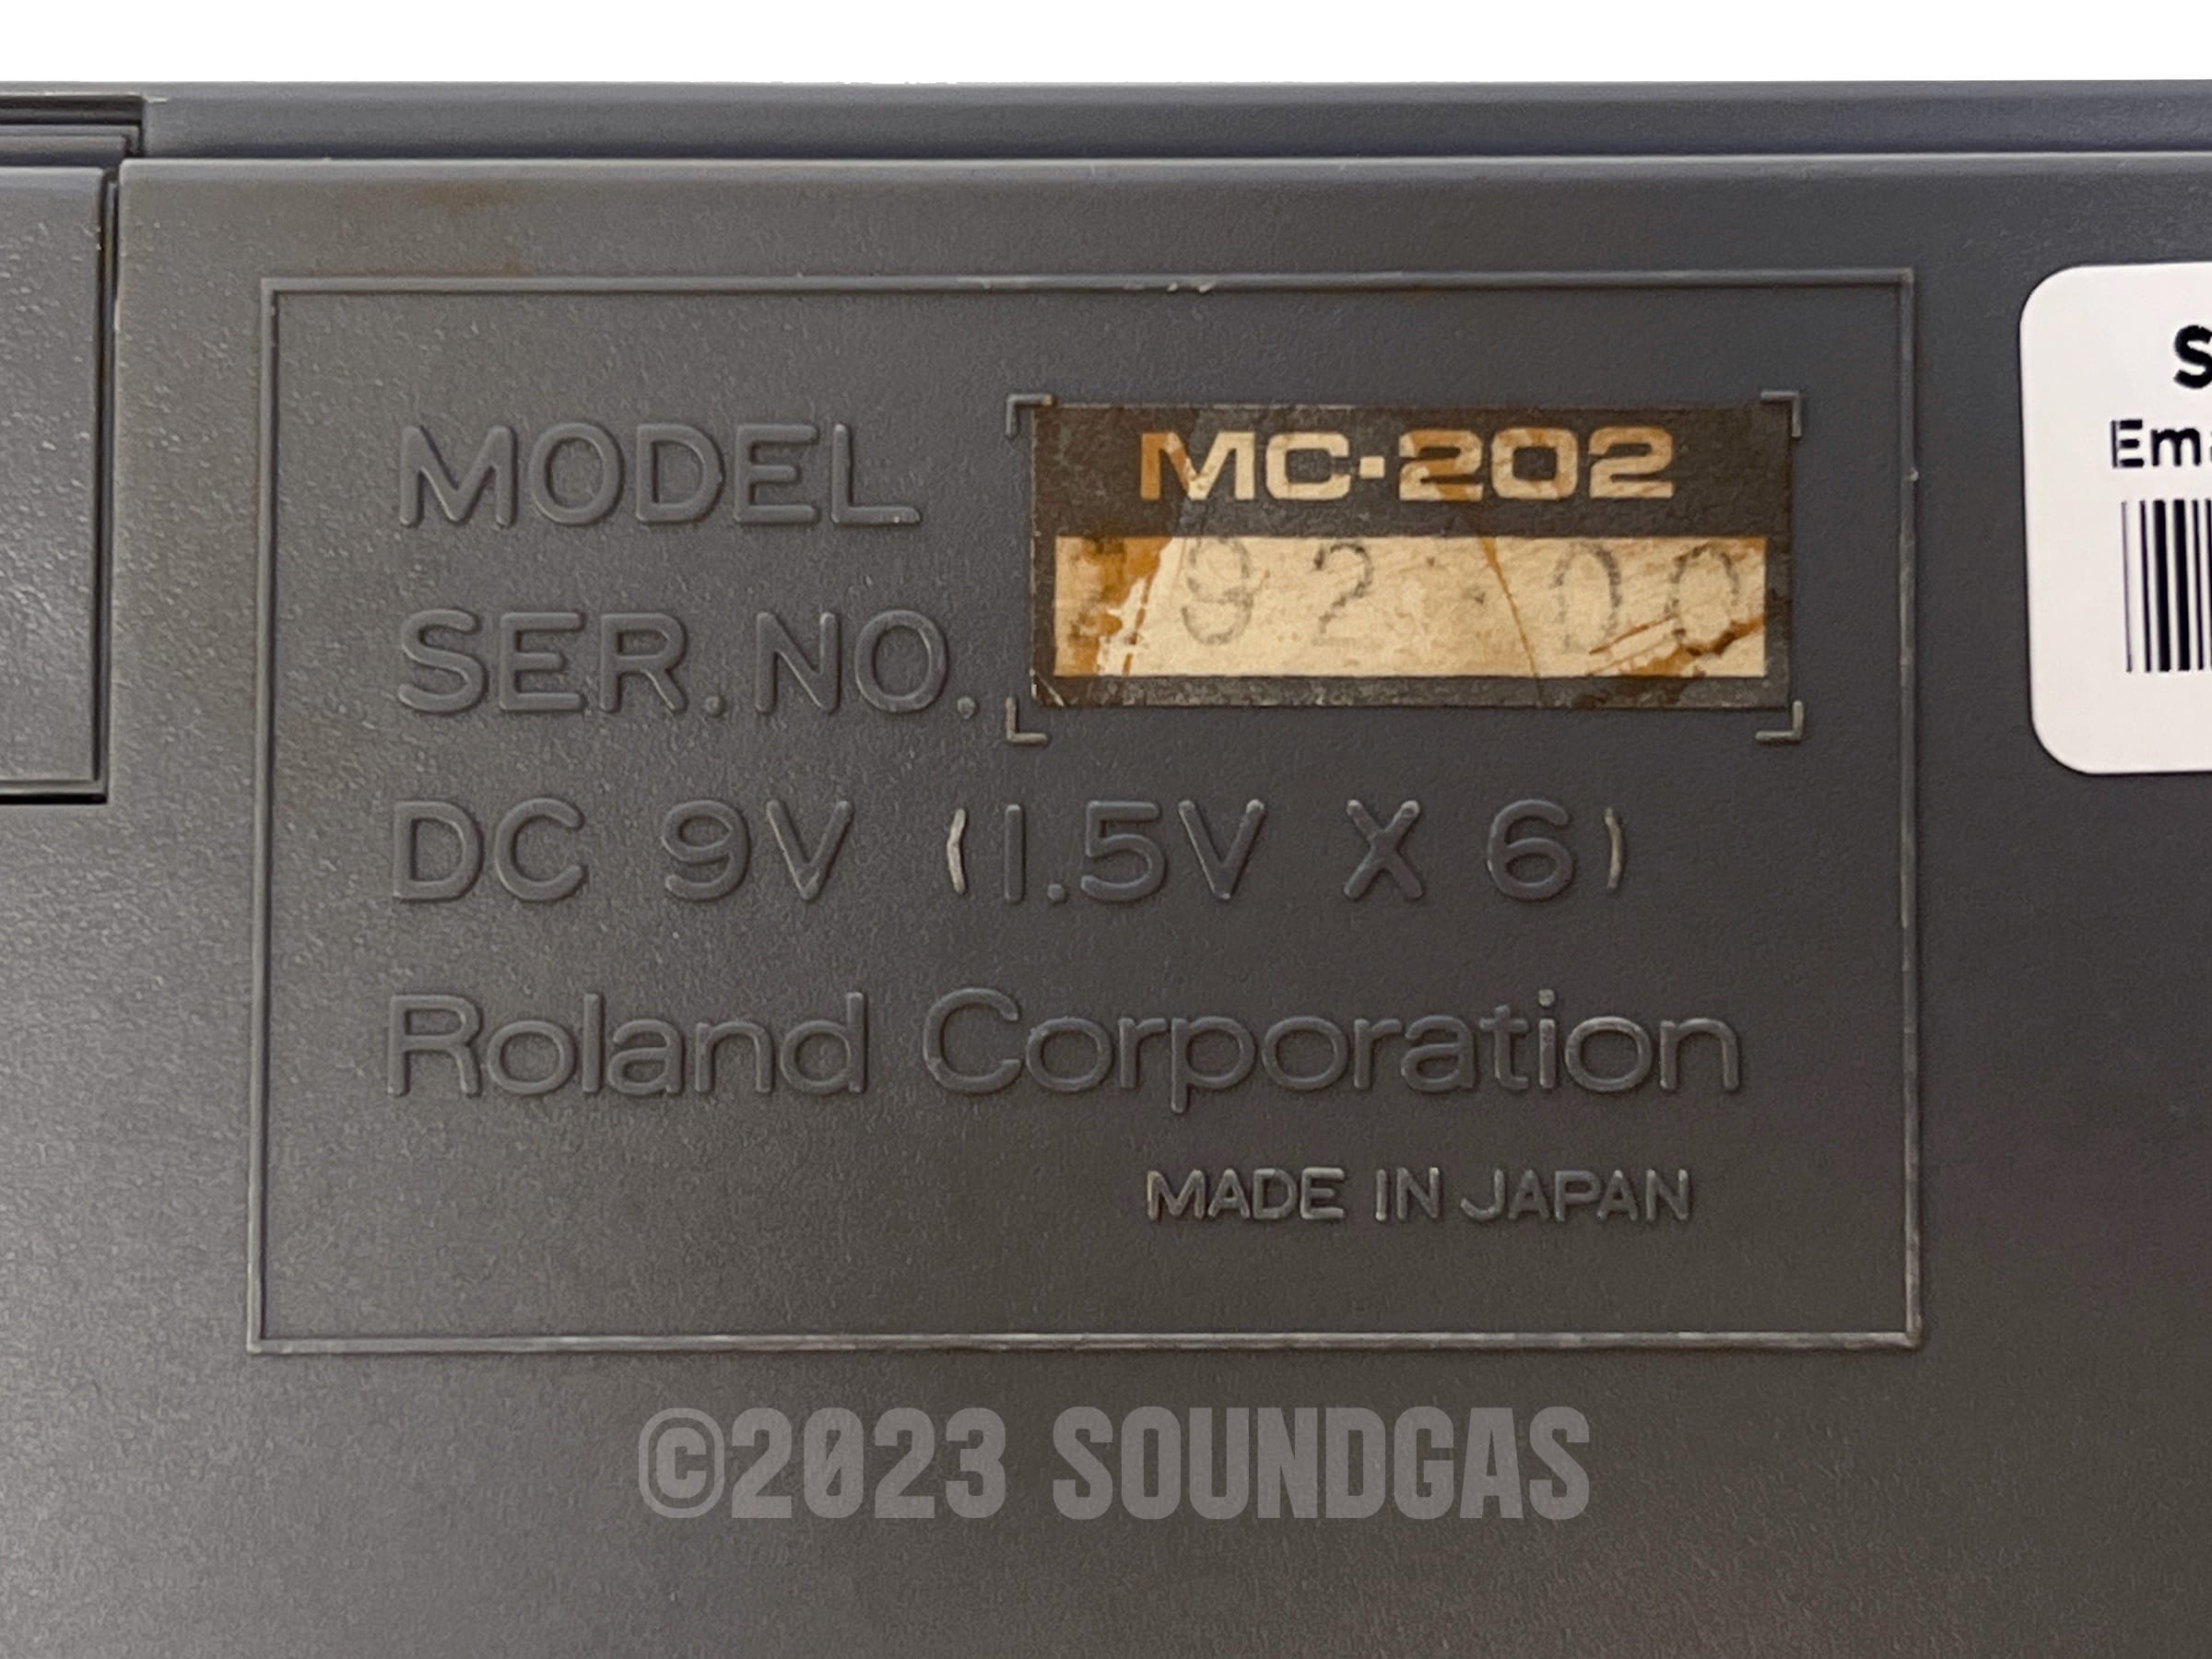 MODEL MC-202
SER.NO.
DC 9V (1.5V X 6)
Roland Corporation
MADE IN JAPAN
©2023 SOUNDGAS